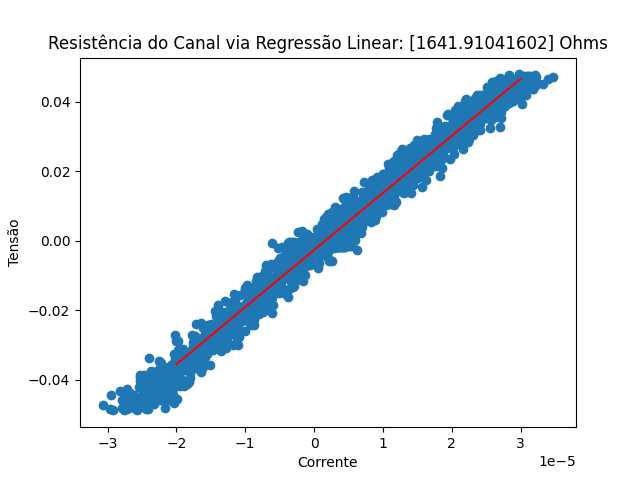 Resistência do Canal via Regressão Linear: [1641.91041602] Ohms
0.04
0.02
0.00
−0.02
−0.04
Tensão
−3 −2 −1 0 1 2 3
1e−5
Corrente